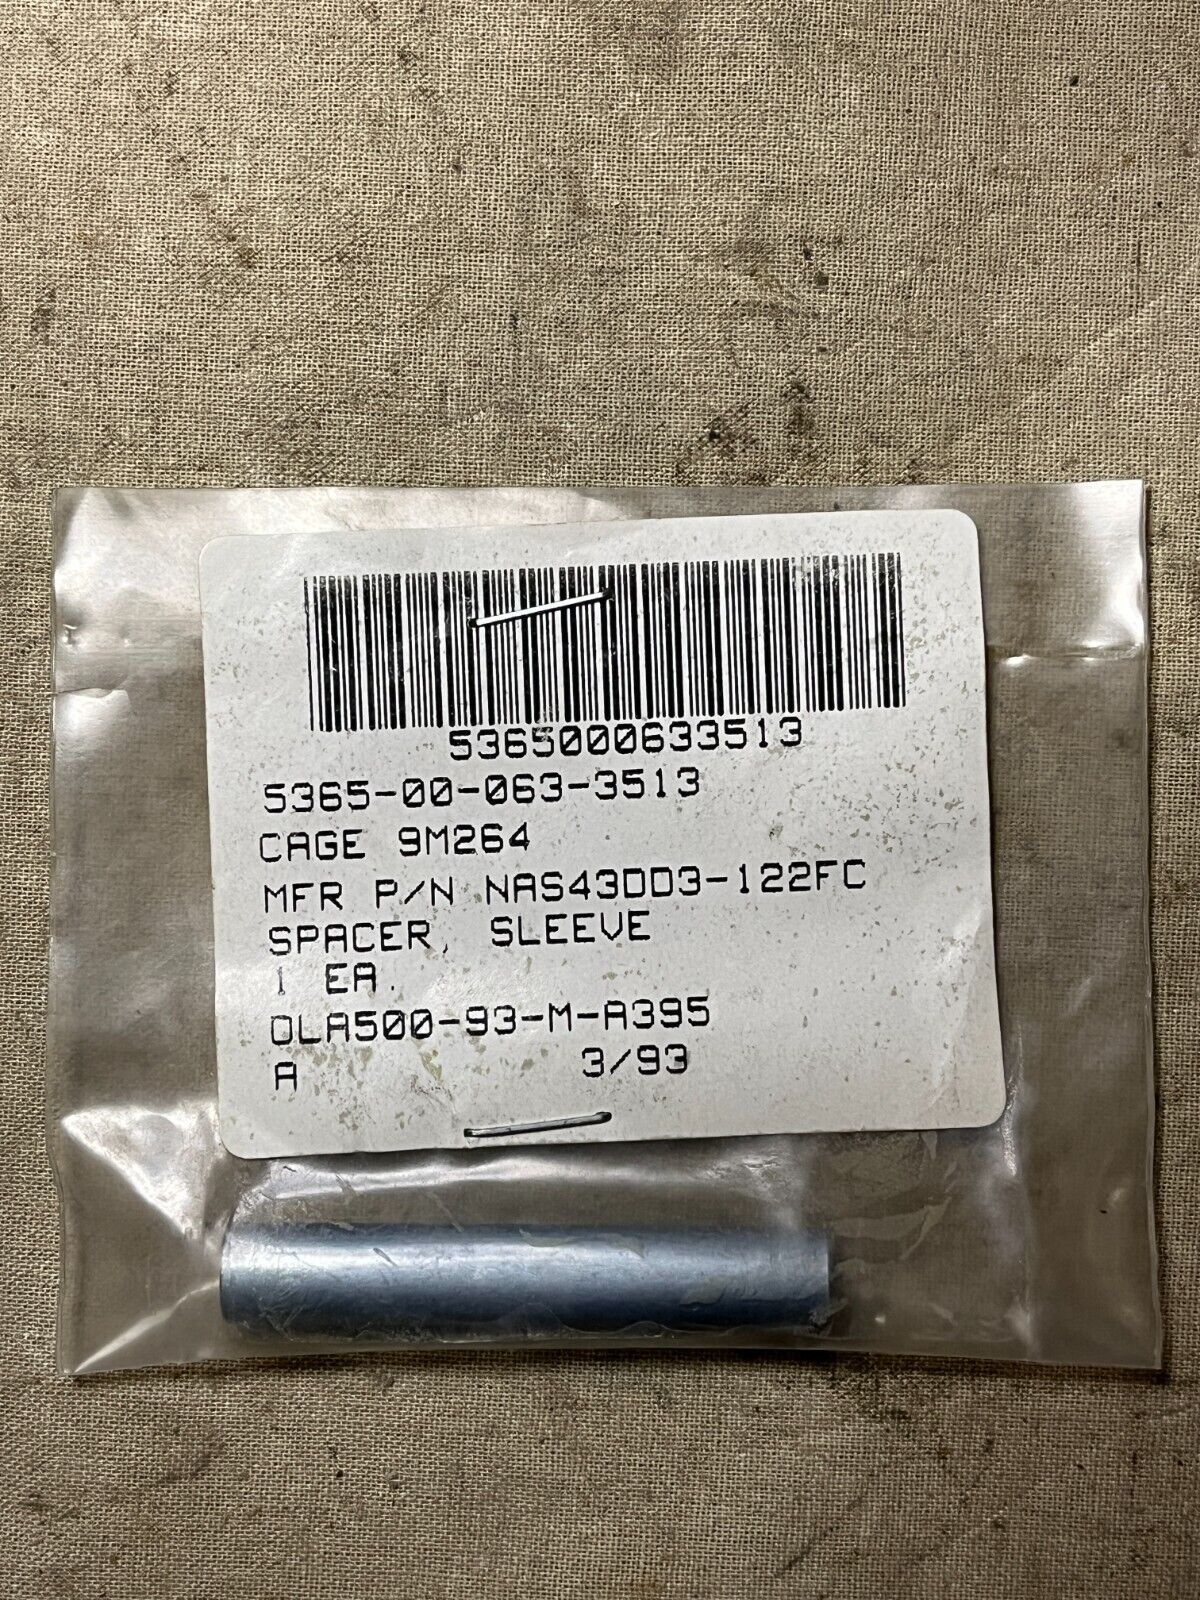 5365000633513
5365-00-063-3513
CAGE 9M264
MFR P/N NAS43DD3-122FC
SPACER, SLEEVE
1 EA.
DLA500-93-M-A395
A 3/93